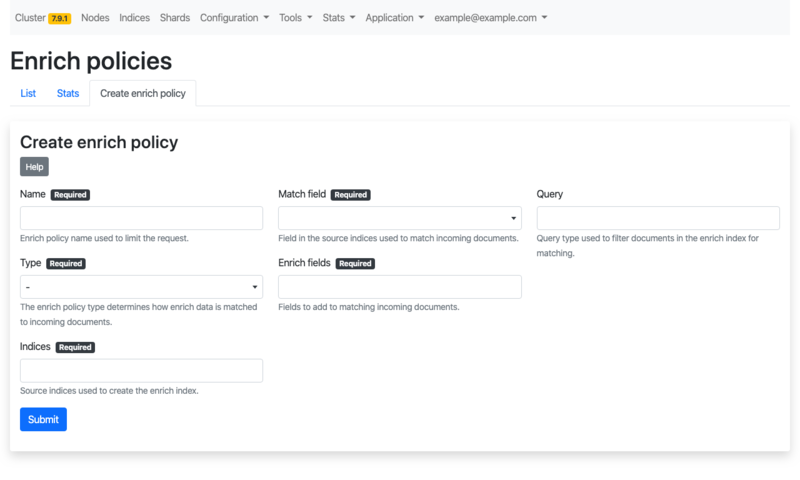 Cluster 7.9.1 Nodes Indices Shards Configuration Tools Stats Application example@example.com
Enrich policies
List Stats Create enrich policy
Create enrich policy
Help
Name Required
Enrich policy name used to limit the request.
Type Required
-
The enrich policy type determines how enrich data is matched
to incoming documents.
Indices Required
Source indices used to create the enrich index.
Match field Required
Field in the source indices used to match incoming documents.
Enrich fields Required
Fields to add to matching incoming documents.
Query
Query type used to filter documents in the enrich index for
matching.
Submit